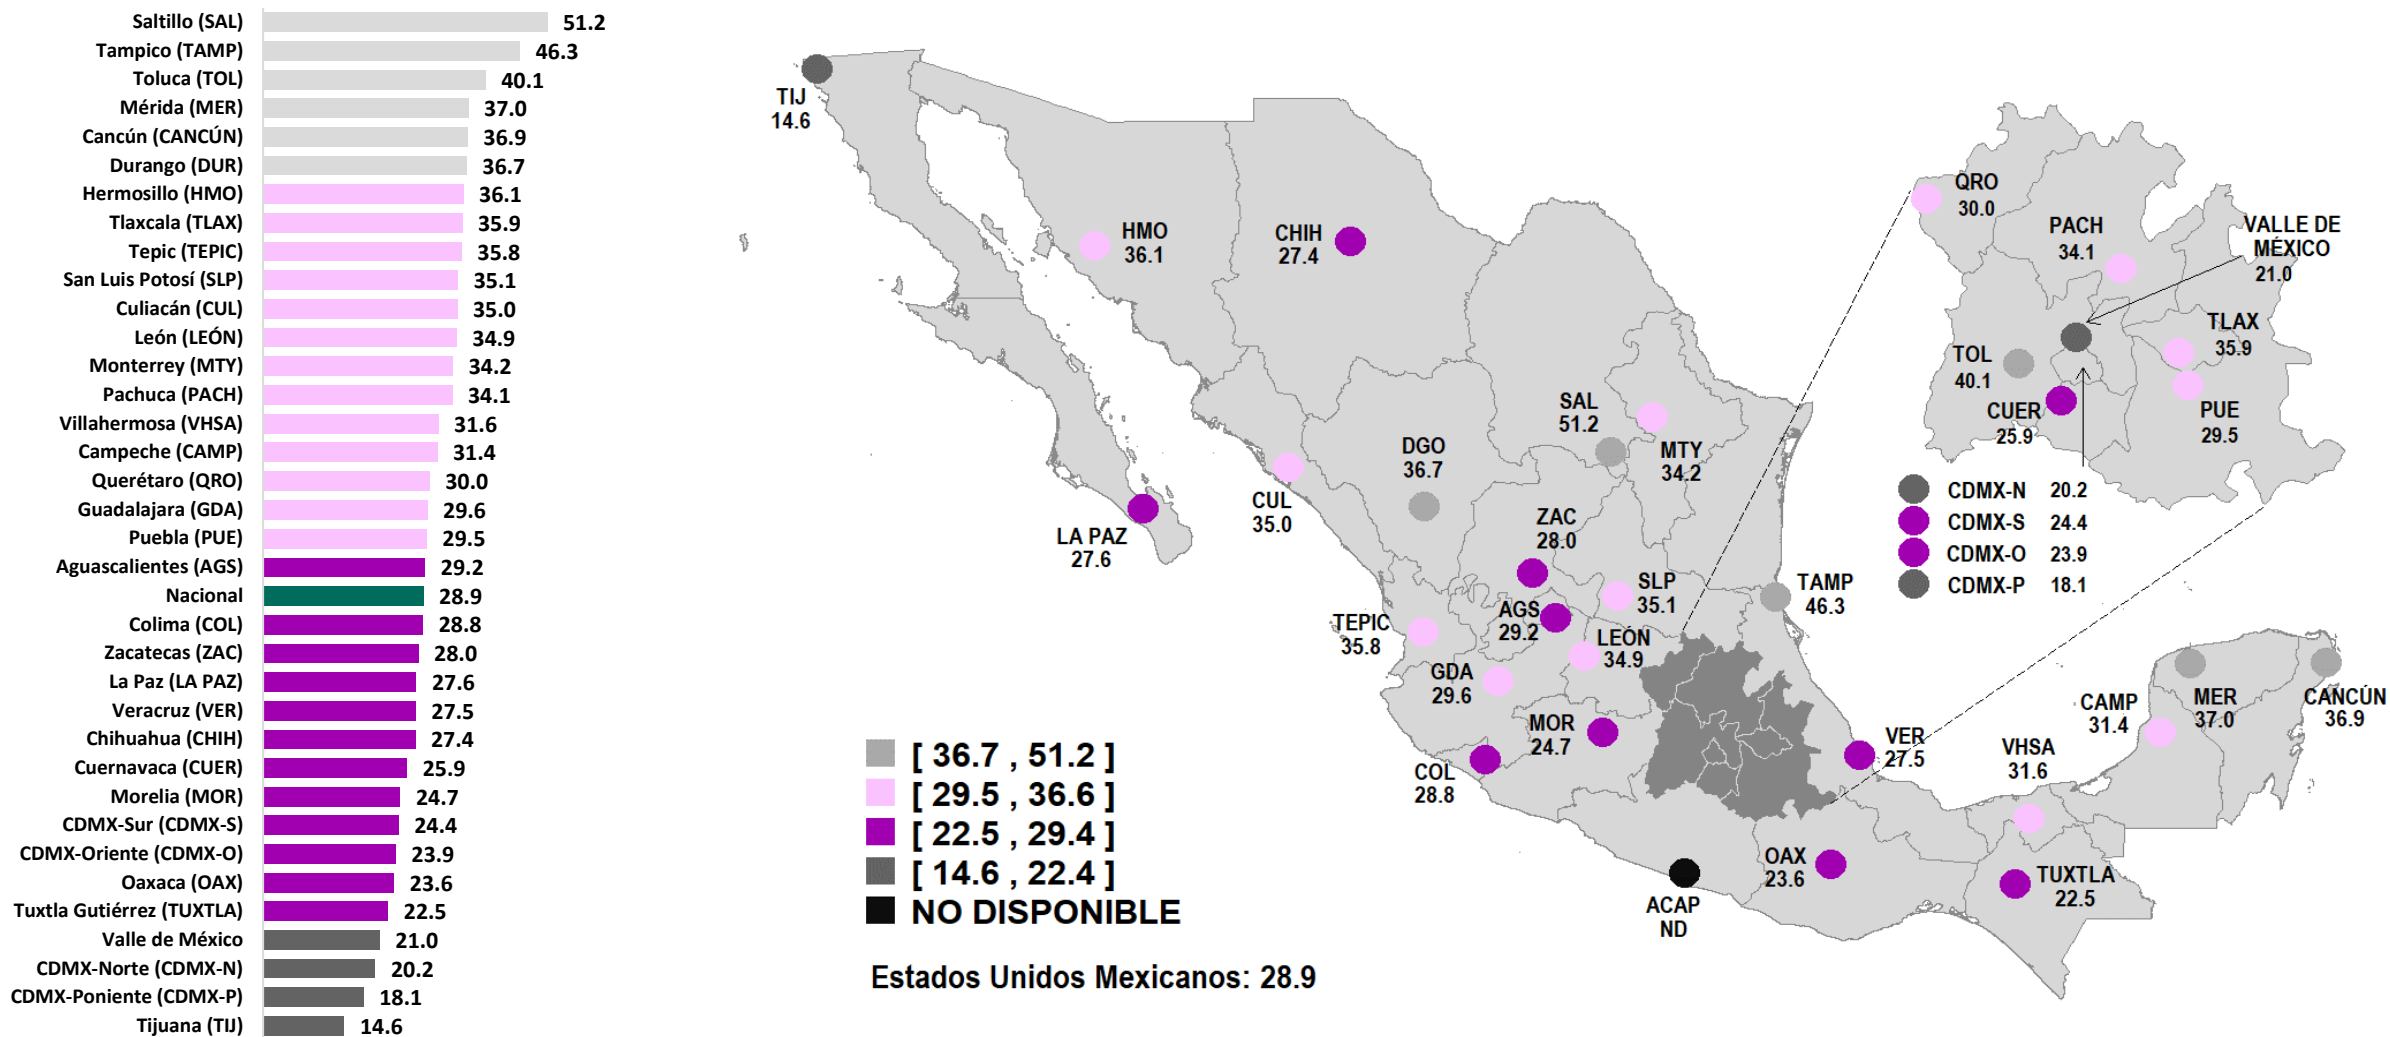 Saltillo (SAL) 51.2
Tampico (TAMP) 46.3
Toluca (TOL) 40.1
Mérida (MER) 37.0
Cancún (CANCÚN) 36.9
Durango (DUR) 36.7
Hermosillo (HMO) 36.1
Tlaxcala (TLAX) 35.9
Tepic (TEPIC) 35.8
San Luis Potosí (SLP) 35.1
Culiacán (CUL) 35.0
León (LEÓN) 34.9
Monterrey (MTY) 34.2
Pachuca (PACH) 34.1
Villahermosa (VHSA) 31.6
Campeche (CAMP) 31.4
Querétaro (QRO) 30.0
Guadalajara (GDA) 29.6
Puebla (PUE) 29.5
Aguascalientes (AGS) 29.2
Nacional 28.9
Colima (COL) 28.8
Zacatecas (ZAC) 28.0
La Paz (LA PAZ) 27.6
Veracruz (VER) 27.5
Chihuahua (CHIH) 27.4
Cuernavaca (CUER) 25.9
Morelia (MOR) 24.7
CDMX-Sur (CDMX-S) 24.4
CDMX-Oriente (CDMX-O) 23.9
Oaxaca (OAX) 23.6
Tuxtla Gutiérrez (TUXTLA) 22.5
Valle de México 21.0
CDMX-Norte (CDMX-N) 20.2
CDMX-Poniente (CDMX-P) 18.1
Tijuana (TIJ) 14.6
TIJ
14.6
HMO
36.1
CHIH
27.4
LA PAZ
27.6
CUL
35.0
DGO
36.7
SAL
51.2
MTY
34.2
ZAC
28.0
SLP
35.1
AGS
29.2
TEPIC
35.8
LEÓN
34.9
GDA
29.6
MOR
24.7
COL
28.8
TAMP
46.3
VER
27.5
ACAP
ND
OAX
23.6
TUXTLA
22.5
VHSA
31.6
CAMP
31.4
MER
37.0
CANCÚN
36.9
QRO
30.0
PACH
34.1
VALLE DE
MÉXICO
21.0
TLAX
35.9
TOL
40.1
CUER
25.9
PUE
29.5
CDMX-N 20.2
CDMX-S 24.4
CDMX-O 23.9
CDMX-P 18.1
[ 36.7 , 51.2 ]
[ 29.5 , 36.6 ]
[ 22.5 , 29.4 ]
[ 14.6 , 22.4 ]
NO DISPONIBLE
Estados Unidos Mexicanos: 28.9